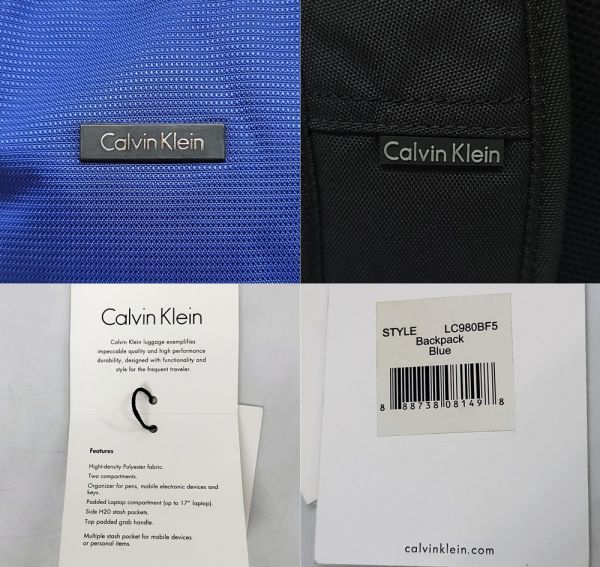 Calvin Klein
Calvin Klein
Calvin Klein
Calvin Klein luggage exemplifies
impeccable quality and high performance
durability, designed with functionality and
style for the frequent traveler.
Features
Hight-density Polyester fabric.
Two compartments.
Organizer for pens, mobile electronic devices and
keys.
Padded Laptop compartment (up to 17" laptop).
Side H20 stash pockets.
Top padded grab handle.
Multiple stash pocket for mobile devices
or personal items.
STYLE LC980BF5
Backpack
Blue
8 88738 08149 8
calvinklein.com